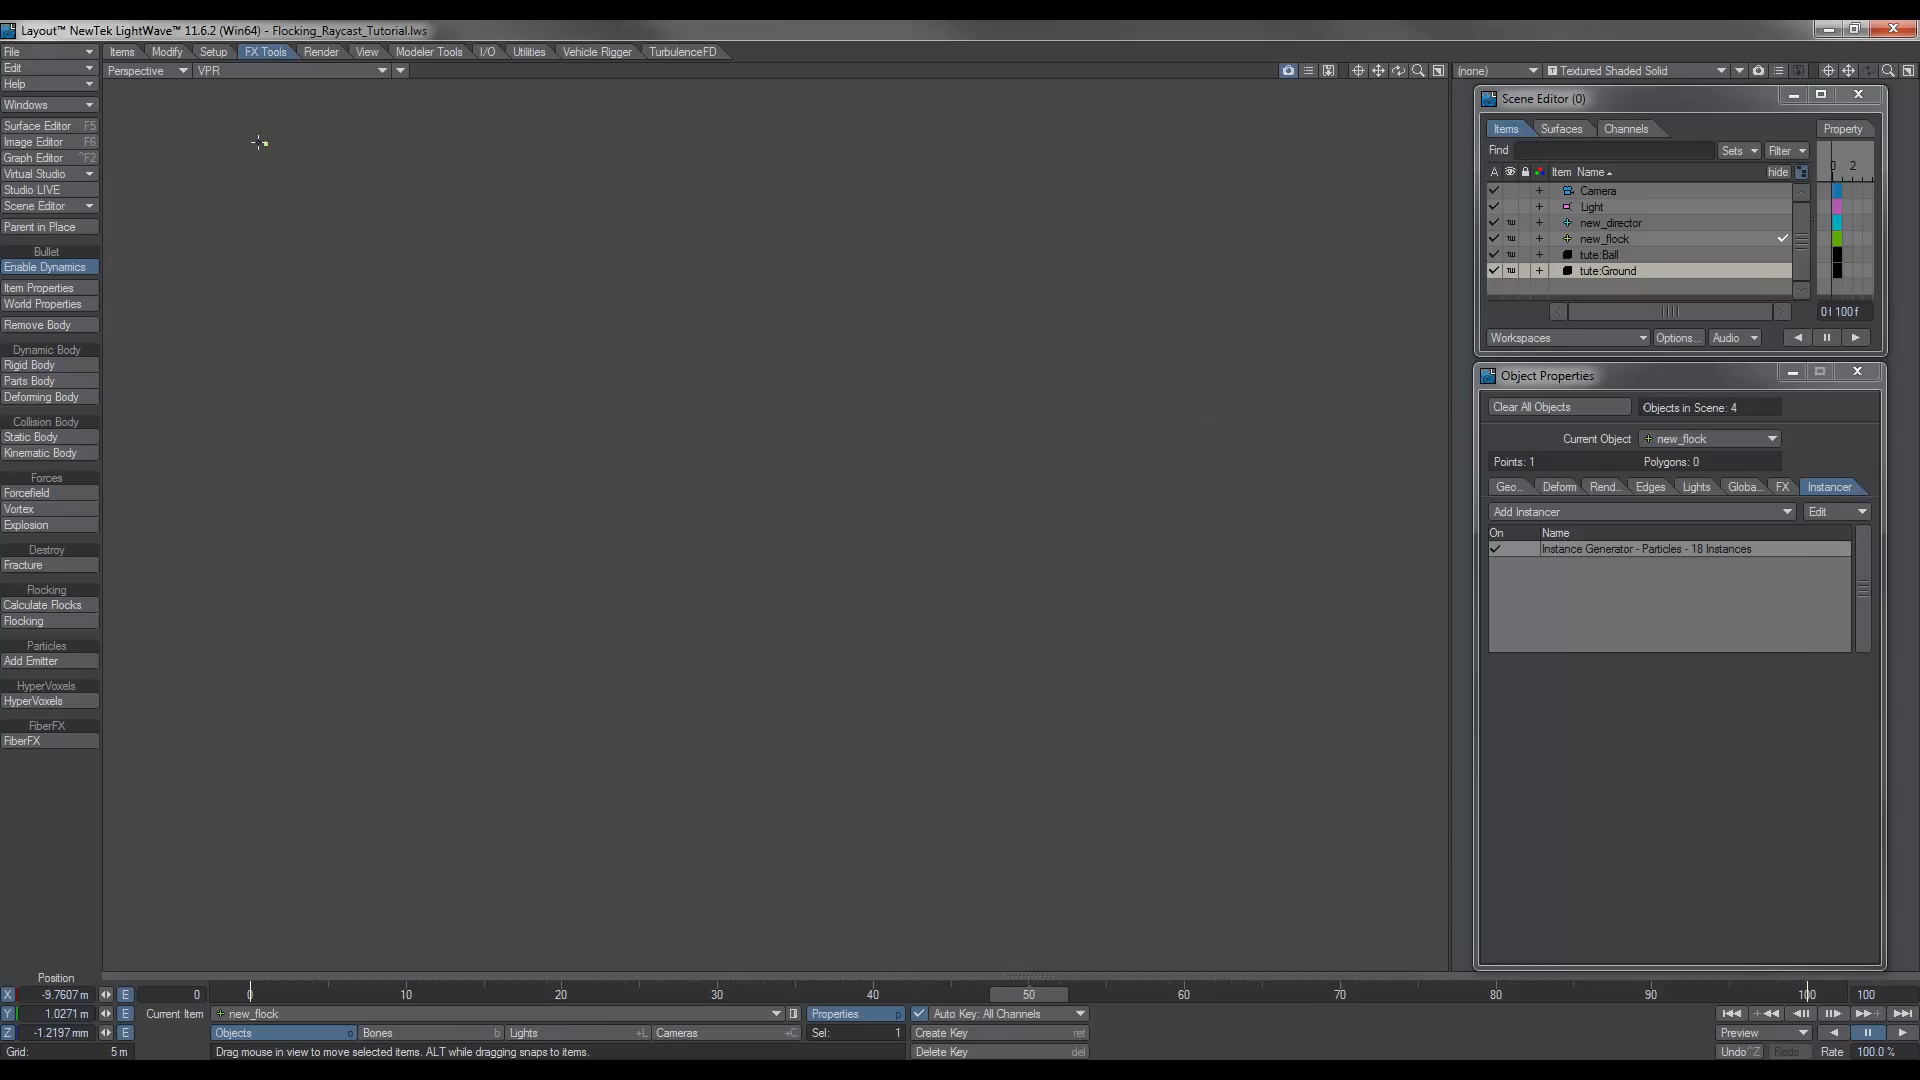 Layout™ NewTek LightWave™ 11.6.2 (Win64) - Flocking_Raycast_Tutorial.lws
File Items Modify Setup FX Tools Render View Modeler Tools I/O Utilities Vehicle Rigger TurbulenceFD
Edit Perspective VPR (none) Textured Shaded Solid
Help
Windows
Surface Editor F5
Image Editor F6
Graph Editor ^F2
Virtual Studio
Studio LIVE
Scene Editor
Parent in Place
Bullet
Enable Dynamics
Item Properties
World Properties
Remove Body
Dynamic Body
Rigid Body
Parts Body
Deforming Body
Collision Body
Static Body
Kinematic Body
Forces
Forcefield
Vortex
Explosion
Destroy
Fracture
Flocking
Calculate Flocks
Flocking
Particles
Add Emitter
HyperVoxels
HyperVoxels
FiberFX
FiberFX
Scene Editor (0)
Items Surfaces Channels Property
Find Sets Filter
A Item Name hide 0 2
Camera
Light
new_director
new_flock
tute:Ball
tute:Ground
0 100 f
Workspaces Options... Audio
Object Properties
Clear All Objects Objects in Scene: 4
Current Object new_flock
Points: 1 Polygons: 0
Geo... Deform Rend... Edges Lights Globa... FX Instancer
Add Instancer Edit
On Name
Instance Generator - Particles - 18 Instances
Position
X -9.7607 m E 0 0 10 20 30 40 50 60 70 80 90 100 100
Y 1.0271 m E Current Item new_flock Properties p Auto Key: All Channels
Z -1.2197 mm E Objects o Bones b Lights +L Cameras +C Sel: 1 Create Key ret Preview
Grid: 5 m Drag mouse in view to move selected items. ALT while dragging snaps to items. Delete Key del Undo ^Z Redo Rate 100.0 %